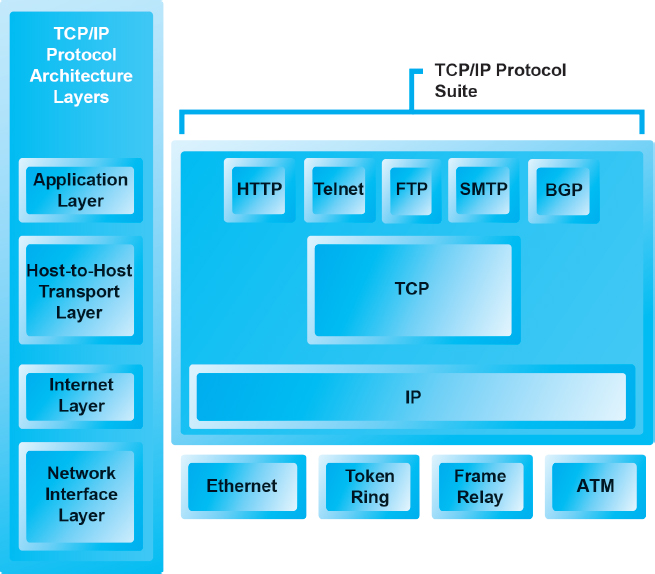 TCP/IP
Protocol
Architecture
Layers
Application
Layer
Host-to-Host
Transport
Layer
Internet
Layer
Network
Interface
Layer
TCP/IP Protocol
Suite
HTTP Telnet FTP SMTP BGP
TCP
IP
Ethernet
Token
Ring
Frame
Relay
ATM